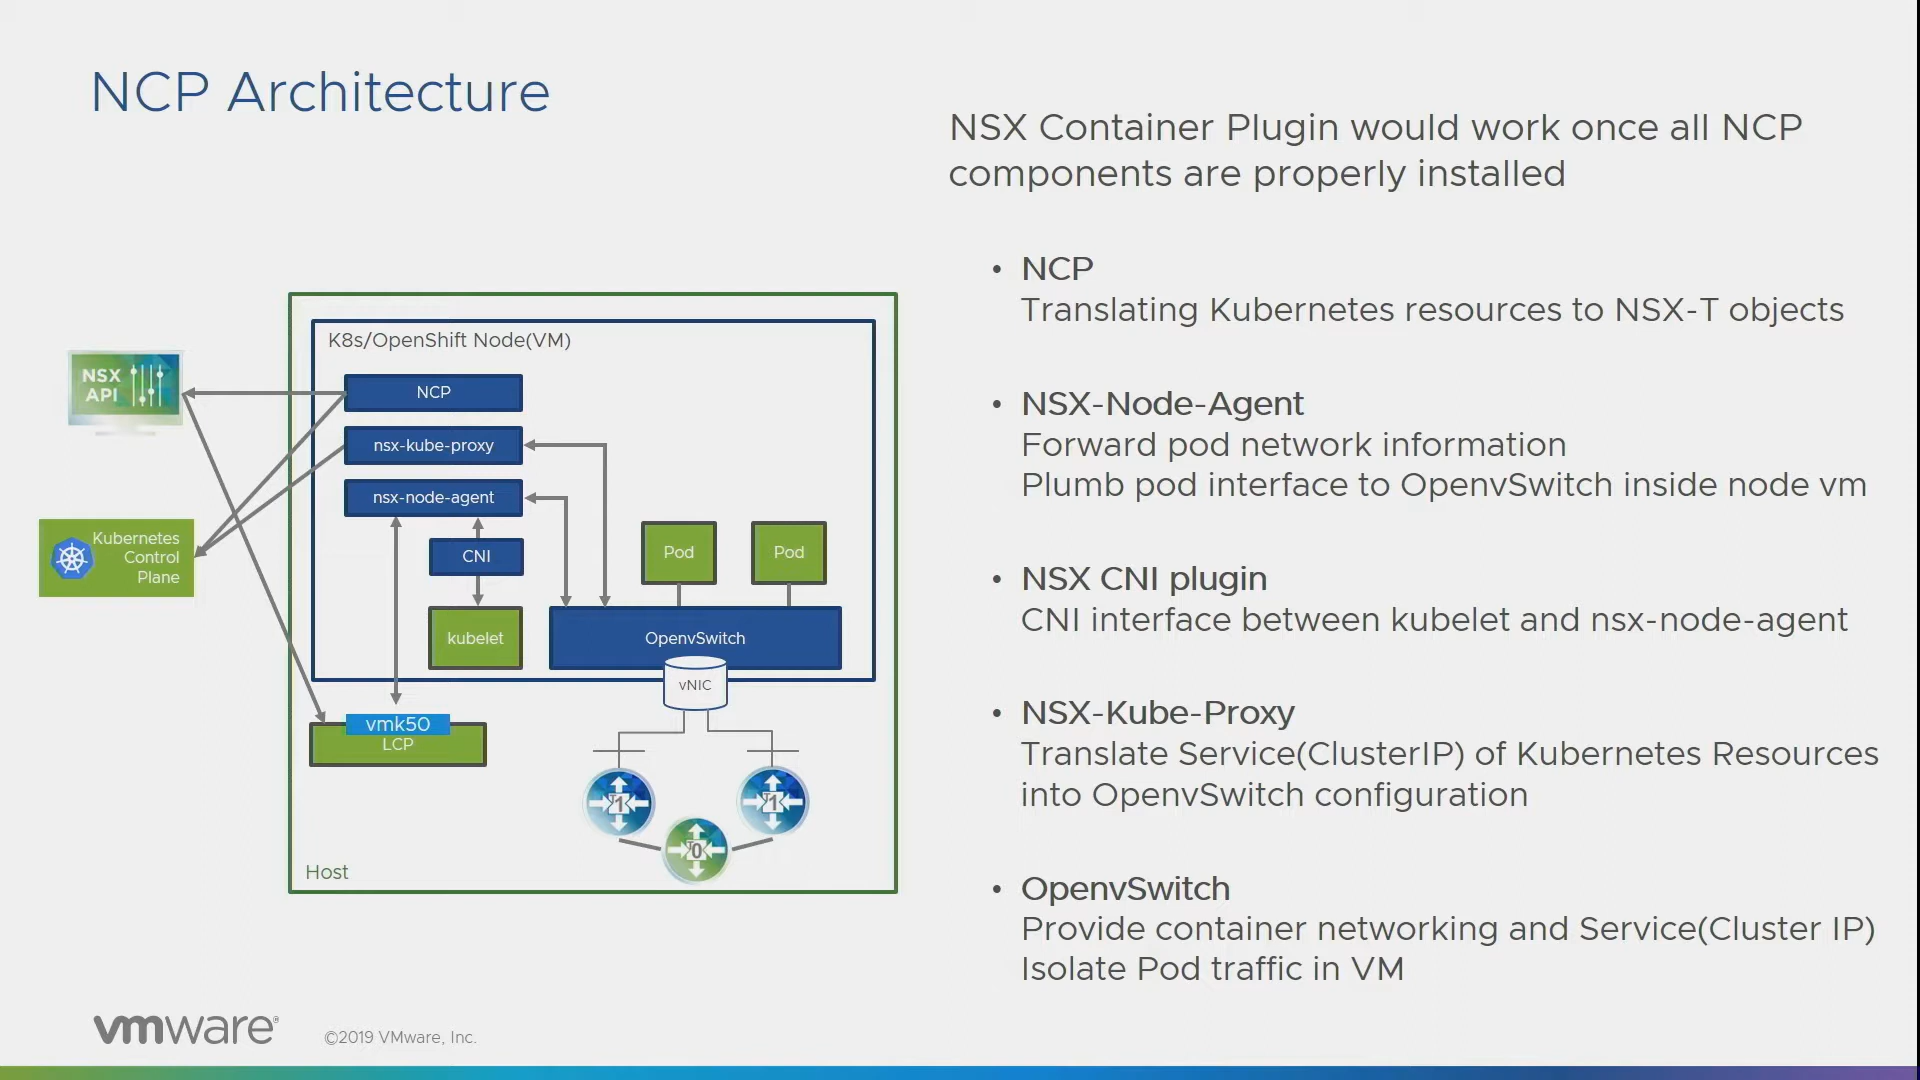 NCP Architecture
NSX Container Plugin would work once all NCP
components are properly installed
• NCP
Translating Kubernetes resources to NSX-T objects
• NSX-Node-Agent
Forward pod network information
Plumb pod interface to OpenvSwitch inside node vm
• NSX CNI plugin
CNI interface between kubelet and nsx-node-agent
• NSX-Kube-Proxy
Translate Service(ClusterIP) of Kubernetes Resources
into OpenvSwitch configuration
• OpenvSwitch
Provide container networking and Service(Cluster IP)
Isolate Pod traffic in VM
K8s/OpenShift Node(VM)
NSX
API
NCP
nsx-kube-proxy
nsx-node-agent
Kubernetes
Control
Plane
CNI
Pod
Pod
kubelet
OpenvSwitch
vNIC
vmk50
LCP
T1
T1
T0
Host
vmware®
©2019 VMware, Inc.